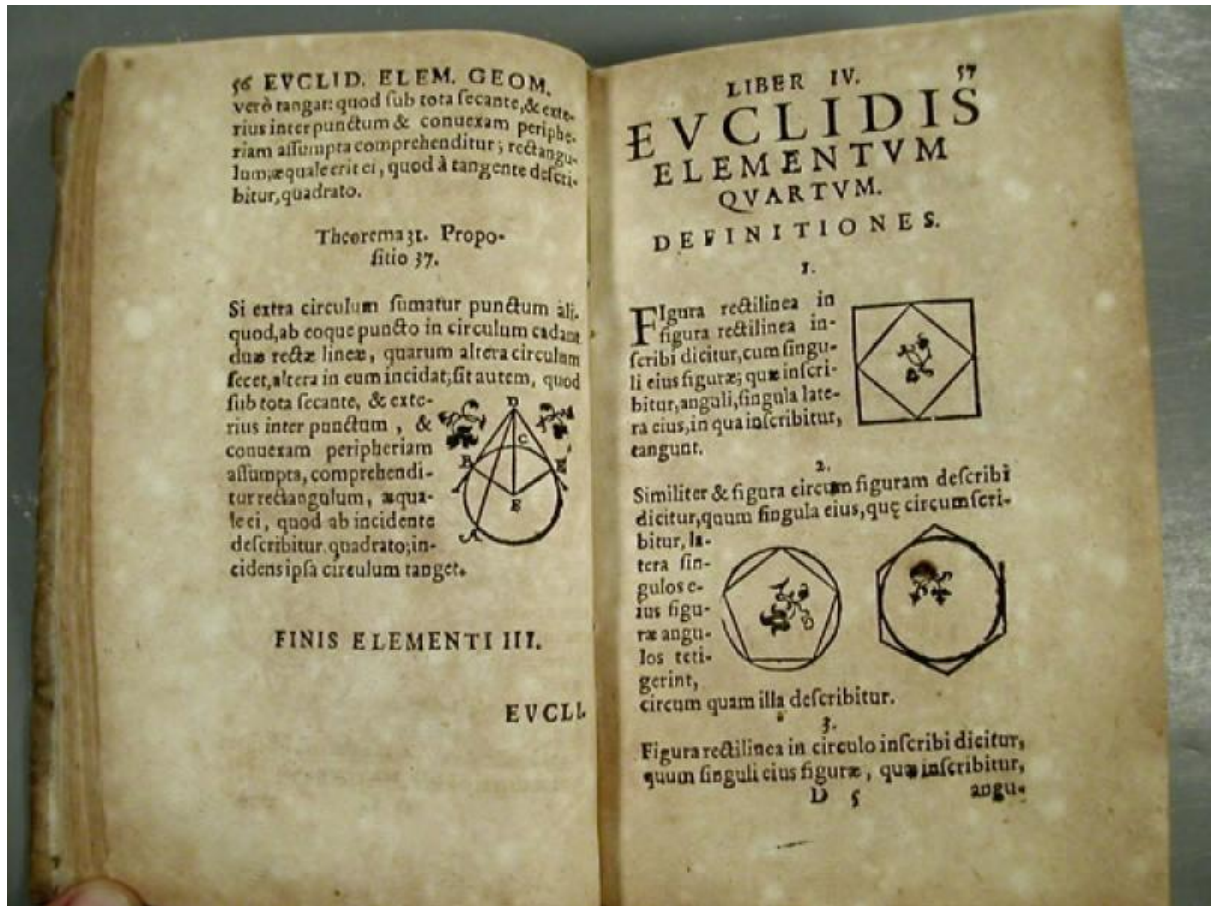 56 EVCLID. ELEM. GEOM.
verò tangat: quod sub tota secante, & exte-
rius inter punctum & conuexam periphe-
riam assumpta comprehenditur; rectangu-
lum, æquale erit ei, quod à tangente descri-
bitur, quadrato.
Theorema 31. Propo-
sitio 37.
Si extra circulum sumatur punctum ali-
quod, ab eoque puncto in circulum cadant
duæ rectæ lineæ, quarum altera circulum
secet, altera in eum incidat; sit autem, quod
sub tota secante, & exte-
rius inter punctum, &
conuexam peripheriam
assumpta, comprehendi-
tur rectangulum, æqua-
le ei, quod ab incidente
describitur quadrato; in-
cidens ipsa circulum tanget.
D
C
B
E
A
FINIS ELEMENTI III.
EVCLI-
LIBER IV. 57
EVCLIDIS
ELEMENTVM
QVARTVM.
DEFINITIONES.
1.
FIgura rectilinea in
figura rectilinea in-
scribi dicitur, cum singu-
li eius figuræ; quæ inscri-
bitur, anguli, singula late-
ra eius, in qua inscribitur,
tangunt.
2.
Similiter & figura circum figuram describi
dicitur, quum singula eius, quę circumscri-
bitur, la-
tera sin-
gulos e-
ius figu-
ræ angu-
los teti-
gerint,
circum quam illa describitur.
3.
Figura rectilinea in circulo inscribi dicitur,
quum singuli eius figuræ, quæ inscribitur,
D 5 angu-